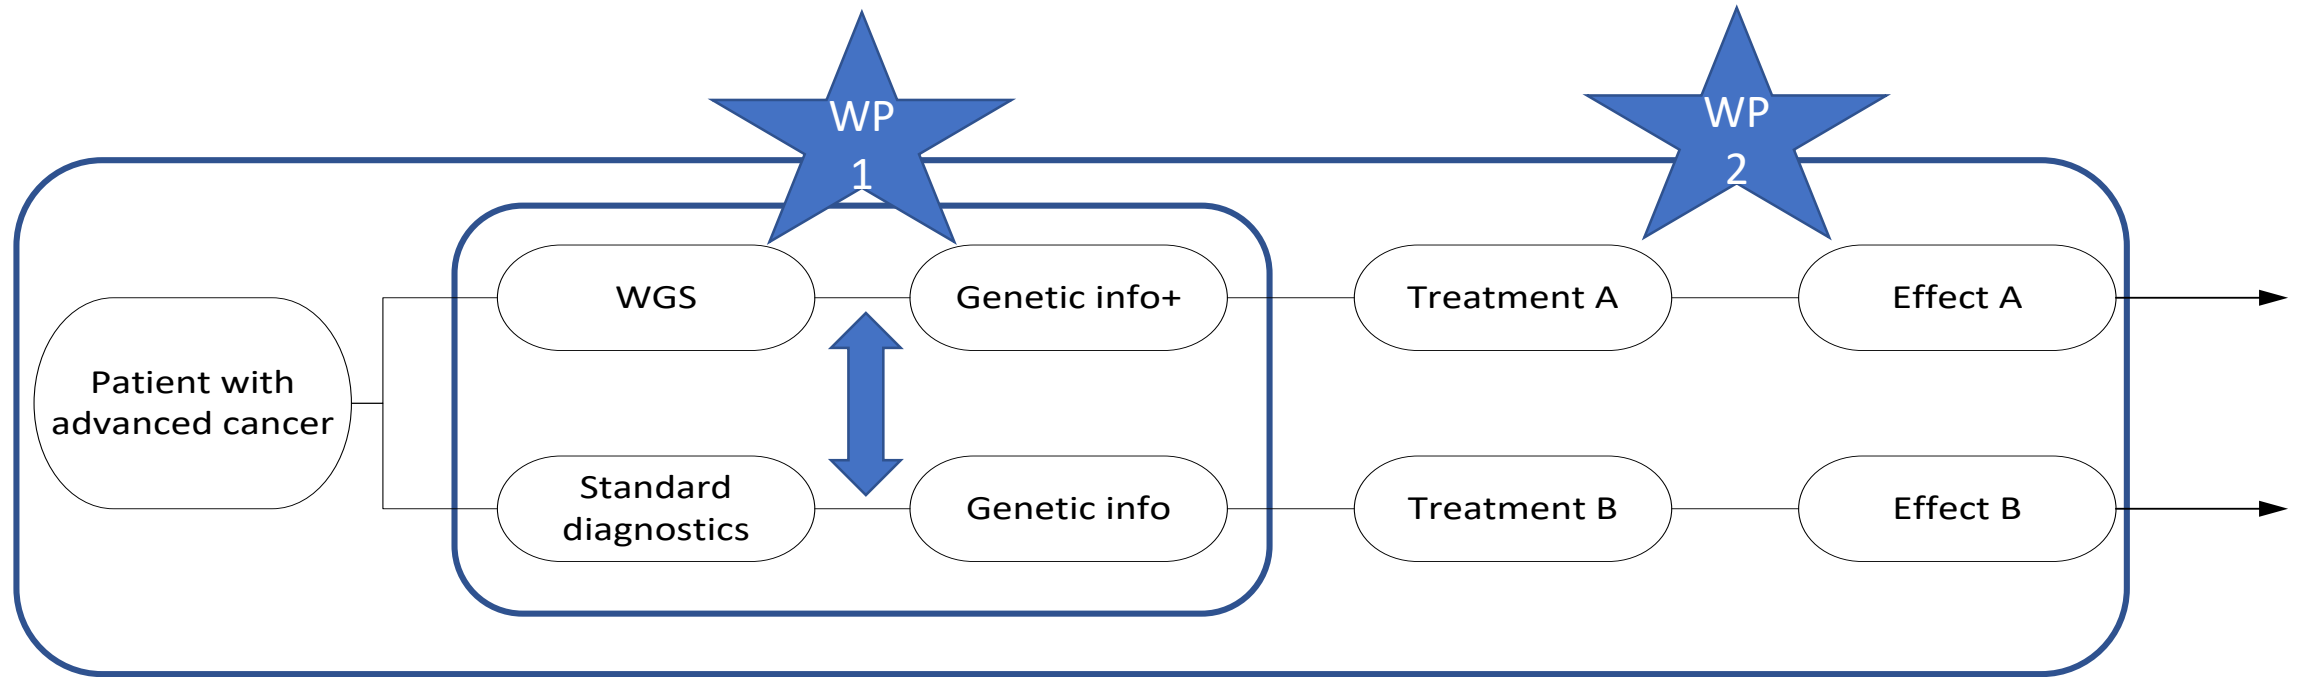 WP
1
WP
2
WGS
Genetic info+
Treatment A
Effect A
Patient with
advanced cancer
Standard
diagnostics
Genetic info
Treatment B
Effect B